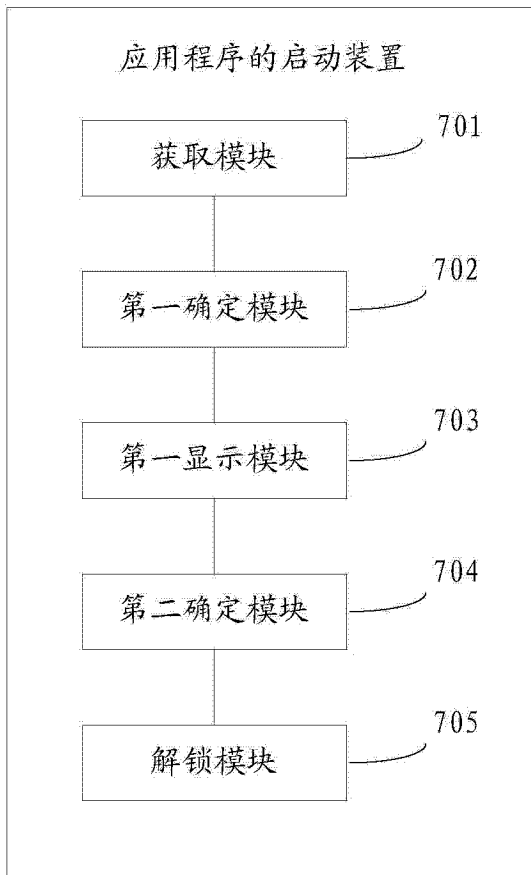 应用程序的启动装置
获取模块
701
第一确定模块
702
第一显示模块
703
第二确定模块
704
解锁模块
705